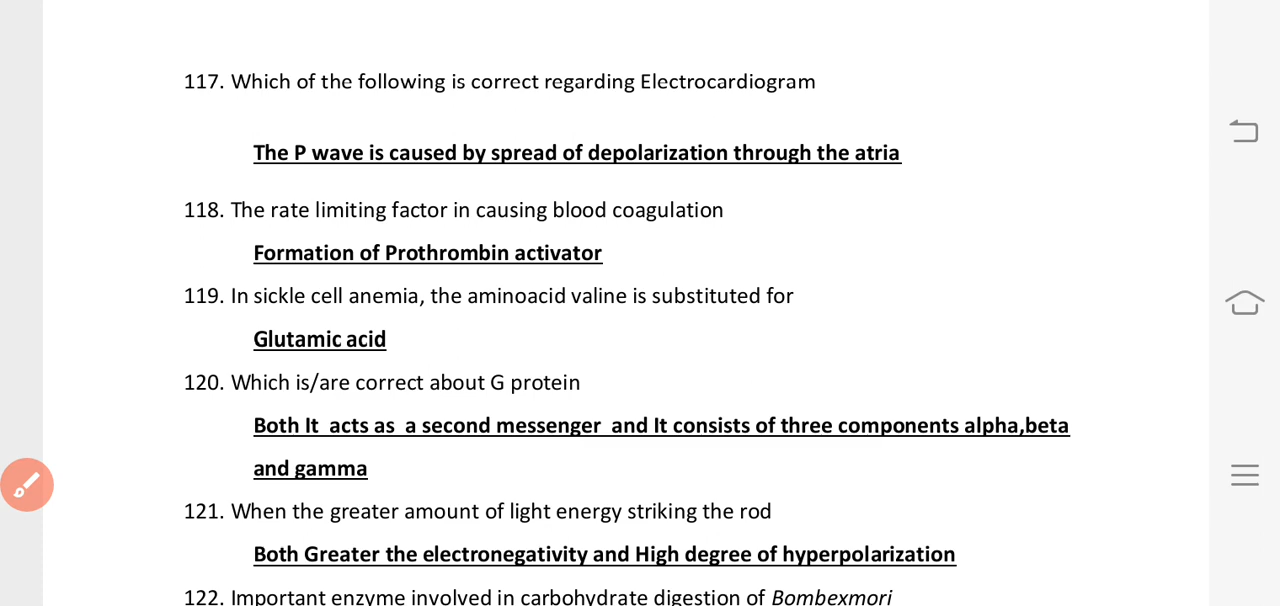 117. Which of the following is correct regarding Electrocardiogram
The P wave is caused by spread of depolarization through the atria
118. The rate limiting factor in causing blood coagulation
Formation of Prothrombin activator
119. In sickle cell anemia, the aminoacid valine is substituted for
Glutamic acid
120. Which is/are correct about G protein
Both It  acts as  a second messenger  and It consists of three components alpha,beta
and gamma
121. When the greater amount of light energy striking the rod
Both Greater the electronegativity and High degree of hyperpolarization
122. Important enzyme involved in carbohydrate digestion of Bombexmori